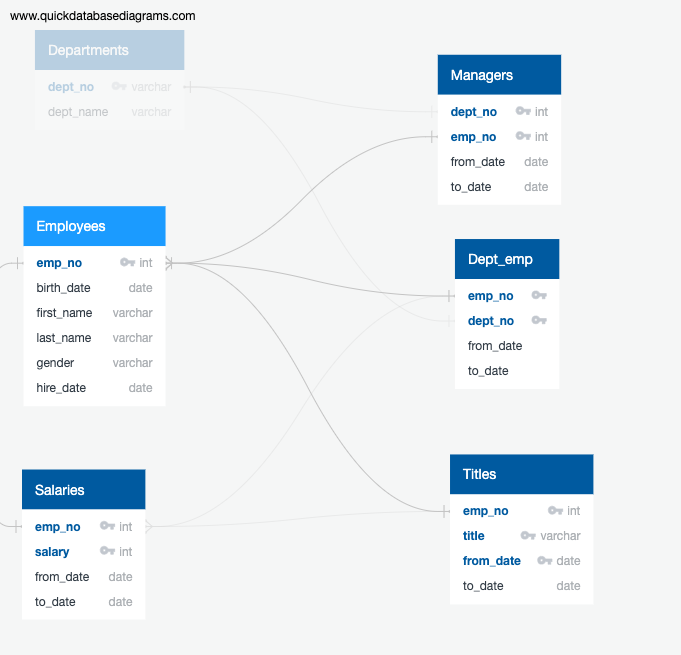 www.quickdatabasediagrams.com
Departments
dept_no varchar
dept_name varchar
Managers
dept_no int
emp_no int
from_date date
to_date date
Employees
emp_no int
birth_date date
first_name varchar
last_name varchar
gender varchar
hire_date date
Dept_emp
emp_no
dept_no
from_date
to_date
Salaries
emp_no int
salary int
from_date date
to_date date
Titles
emp_no int
title varchar
from_date date
to_date date